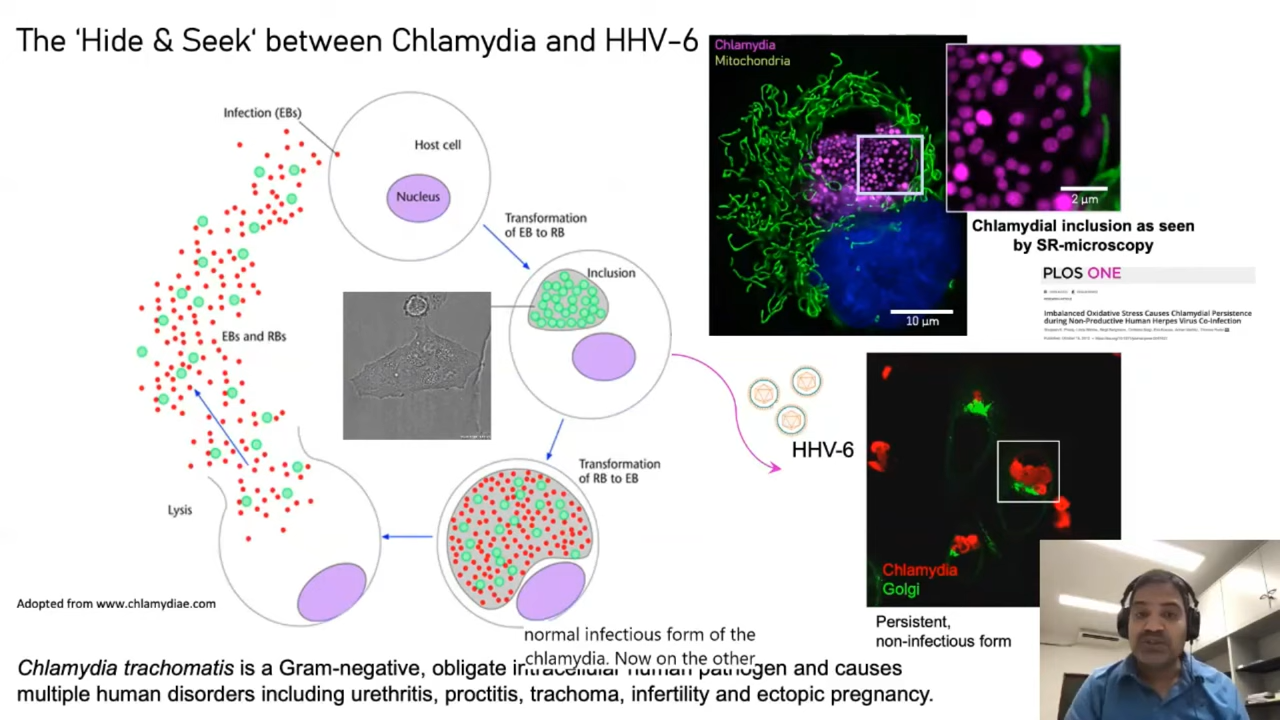 The 'Hide & Seek' between Chlamydia and HHV-6
Infection (EBs)
Host cell
Nucleus
Transformation
of EB to RB
Inclusion
EBs and RBs
Transformation
of RB to EB
Lysis
HHV-6
Adopted from www.chlamydiae.com
Chlamydia
Mitochondria
10 µm
2 µm
Chlamydial inclusion as seen
by SR-microscopy
PLOS ONE
Imbalanced Oxidative Stress Causes Chlamydial Persistence
during Non-Productive Human Herpes Virus Co-Infection
Chlamydia
Golgi
Persistent,
non-infectious form
normal infectious form of the
chlamydia. Now on the other
Chlamydia trachomatis is a Gram-negative, obligate intracellular human pathogen and causes
multiple human disorders including urethritis, proctitis, trachoma, infertility and ectopic pregnancy.